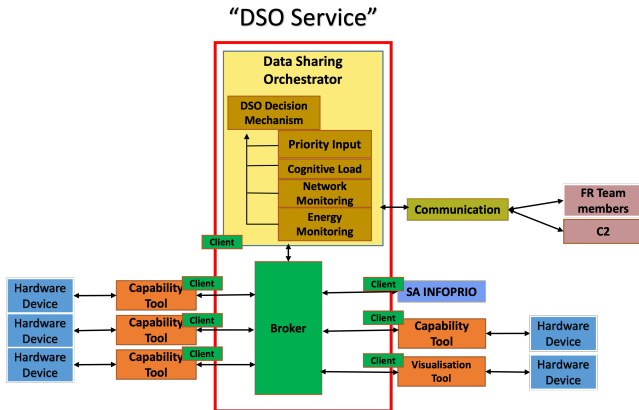 "DSO Service"
Data Sharing
Orchestrator
DSO Decision
Mechanism
Priority Input
Cognitive Load
Network
Monitoring
Energy
Monitoring
Communication
FR Team
members
C2
Client
Hardware
Device
Capability
Tool
Client
Hardware
Device
Capability
Tool
Client
Hardware
Device
Capability
Tool
Client
Broker
Client
SA INFOPRIO
Client
Capability
Tool
Hardware
Device
Client
Visualisation
Tool
Hardware
Device